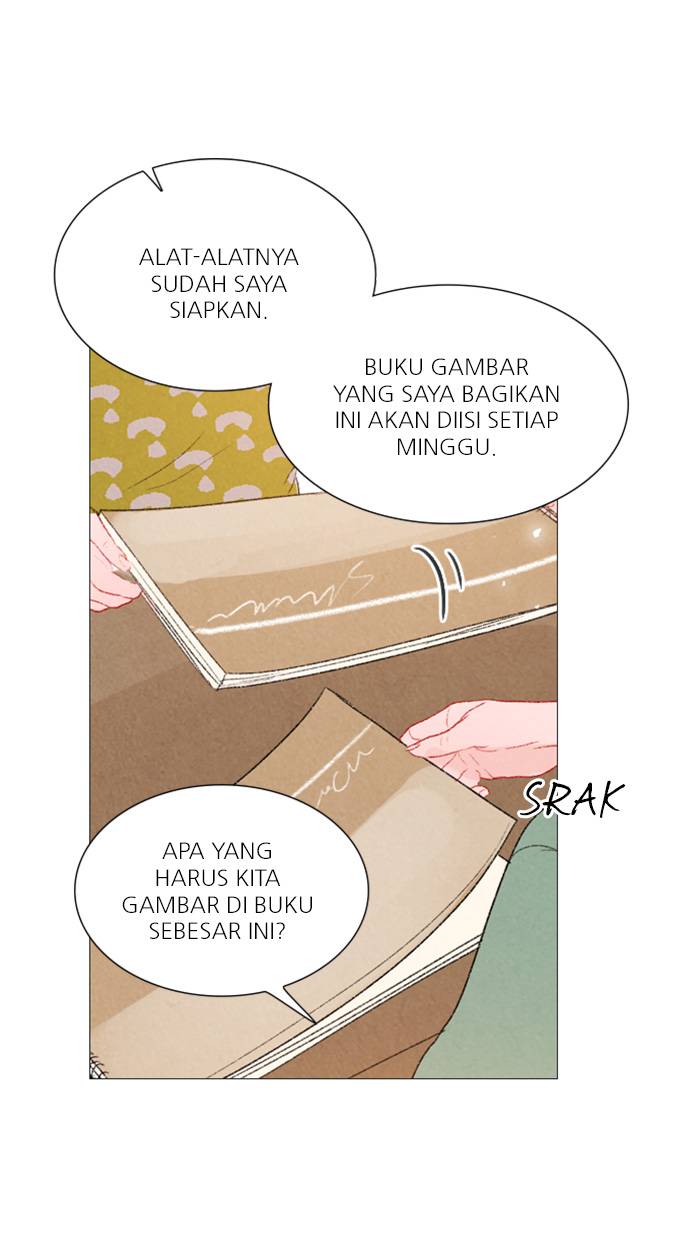 ALAT-ALATNYA
SUDAH SAYA
SIAPKAN.
BUKU GAMBAR
YANG SAYA BAGIKAN
INI AKAN DIISI SETIAP
MINGGU.
SRAK
APA YANG
HARUS KITA
GAMBAR DI BUKU
SEBESAR INI?